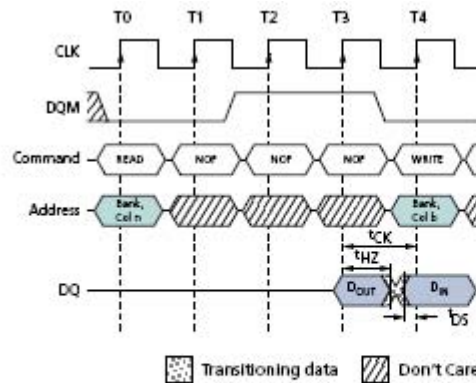 T0 T1 T2 T3 T4
CLK
DQM
Command READ NOP NOP NOP WRITE
Address Bank, Col n Bank, Col b
tCK
tHZ
DQ DOUT DIN
tDS
Transitioning data Don't Care